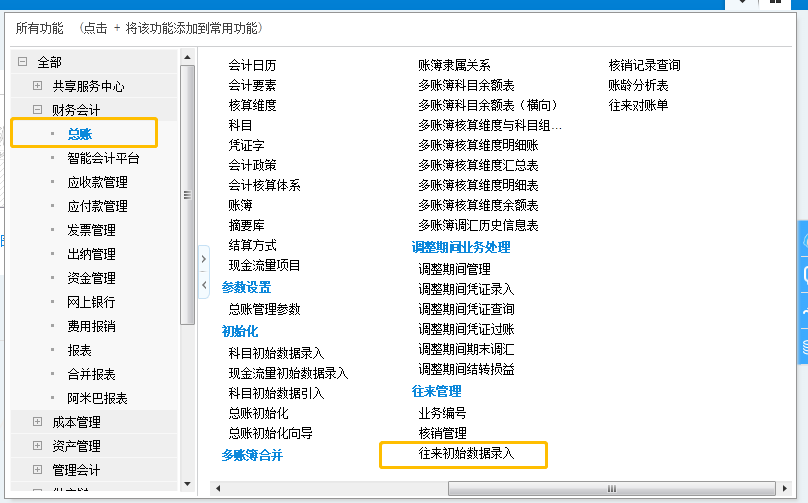 所有功能 (点击 + 将该功能添加到常用功能)
全部
共享服务中心
财务会计
总账
智能会计平台
应收款管理
应付款管理
发票管理
出纳管理
资金管理
网上银行
费用报销
报表
合并报表
阿米巴报表
成本管理
资产管理
管理会计
会计日历
会计要素
核算维度
科目
凭证字
会计政策
会计核算体系
账簿
摘要库
结算方式
现金流量项目
参数设置
总账管理参数
初始化
科目初始数据录入
现金流量初始数据录入
科目初始数据引入
总账初始化
总账初始化向导
多账簿合并
账簿隶属关系
多账簿科目余额表
多账簿科目余额表（横向）
多账簿核算维度与科目组...
多账簿核算维度明细账
多账簿核算维度汇总表
多账簿核算维度明细表
多账簿核算维度余额表
多账簿调汇历史信息表
调整期间业务处理
调整期间管理
调整期间凭证录入
调整期间凭证查询
调整期间凭证过账
调整期间期末调汇
调整期间结转损益
往来管理
业务编号
核销管理
往来初始数据录入
核销记录查询
账龄分析表
往来对账单